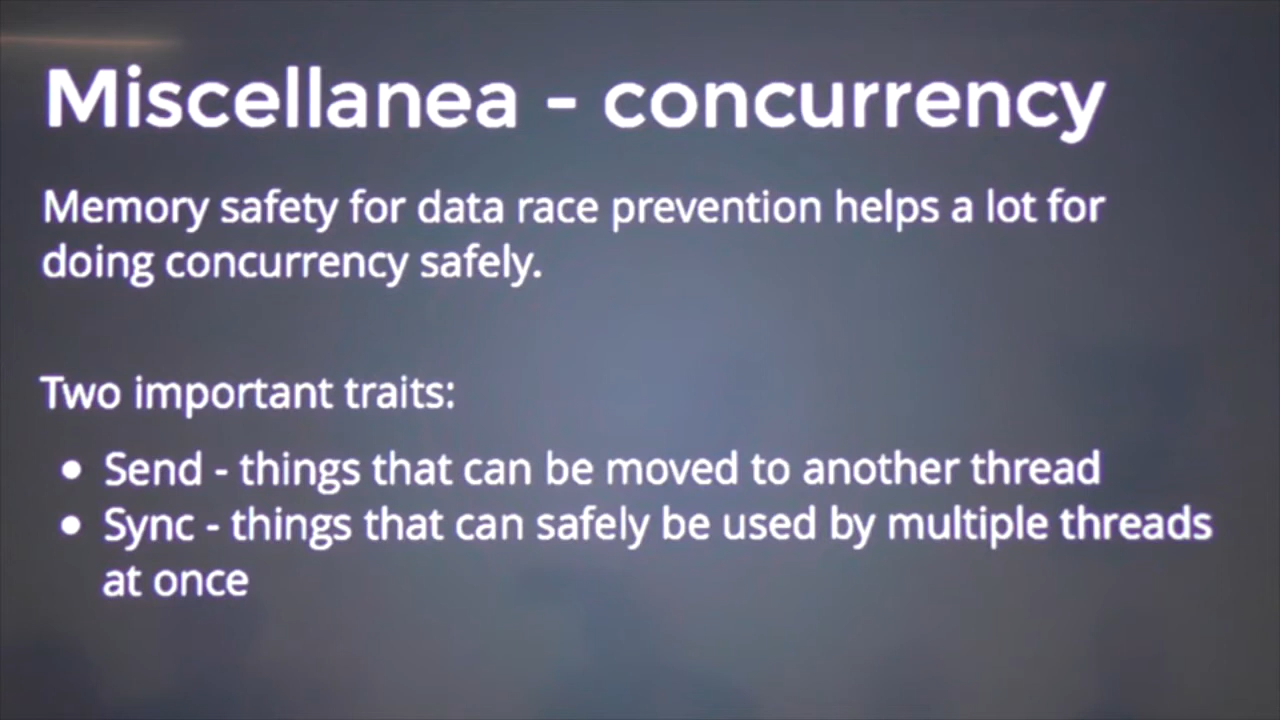 Miscellanea - concurrency
Memory safety for data race prevention helps a lot for
doing concurrency safely.
Two important traits:
• Send - things that can be moved to another thread
• Sync - things that can safely be used by multiple threads
at once